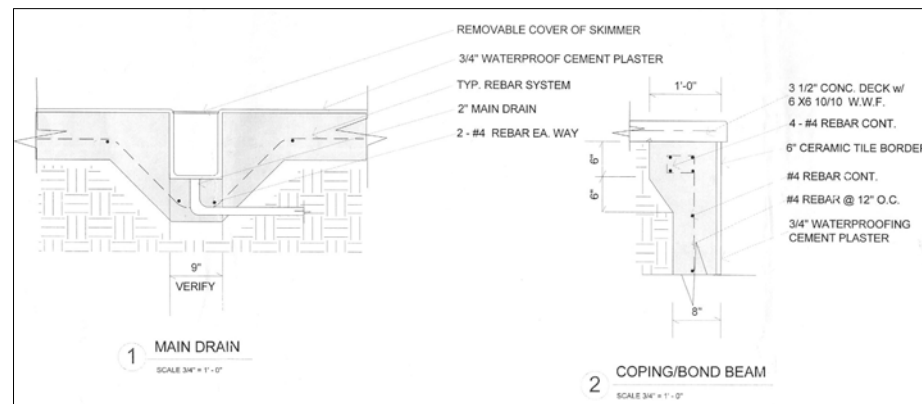 REMOVABLE COVER OF SKIMMER
3/4" WATERPROOF CEMENT PLASTER
TYP. REBAR SYSTEM
2" MAIN DRAIN
2 - #4 REBAR EA. WAY
9"
VERIFY
1 MAIN DRAIN
SCALE 3/4" = 1' - 0"
1'-0"
3 1/2" CONC. DECK w/
6 X6 10/10 W.W.F.
4 - #4 REBAR CONT.
6" CERAMIC TILE BORDER
#4 REBAR CONT.
#4 REBAR @ 12" O.C.
3/4" WATERPROOFING
CEMENT PLASTER
6"
6"
8"
2 COPING/BOND BEAM
SCALE 3/4" = 1' - 0"